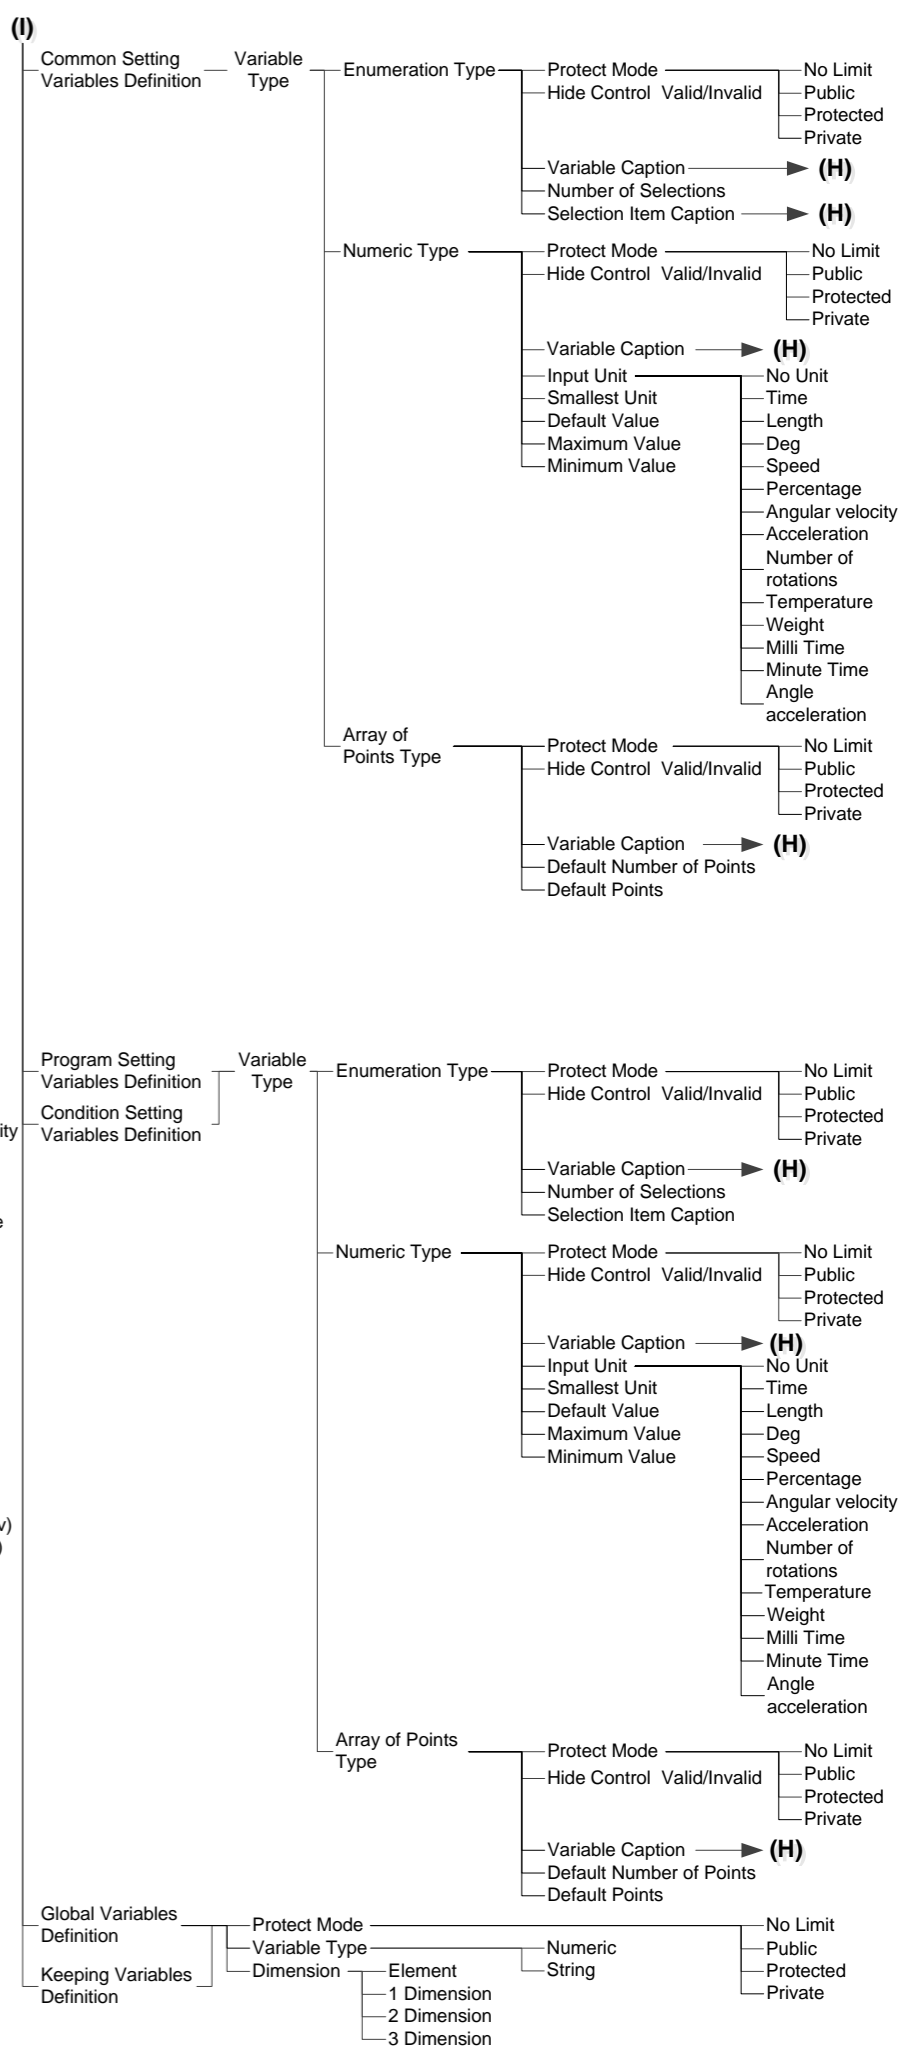 (I)
Common Setting
Variables Definition
Variable
Type
Enumeration Type
Protect Mode
No Limit
Hide Control Valid/Invalid
Public
Protected
Private
Variable Caption
(H)
Number of Selections
Selection Item Caption
(H)
Numeric Type
Protect Mode
No Limit
Hide Control Valid/Invalid
Public
Protected
Private
Variable Caption
(H)
Input Unit
No Unit
Smallest Unit
Time
Default Value
Length
Maximum Value
Deg
Minimum Value
Speed
Percentage
Angular velocity
Acceleration
Number of
rotations
Temperature
Weight
Milli Time
Minute Time
Angle
acceleration
Array of
Points Type
Protect Mode
No Limit
Hide Control Valid/Invalid
Public
Protected
Private
Variable Caption
(H)
Default Number of Points
Default Points
Program Setting
Variables Definition
Condition Setting
Variables Definition
ity
Variable
Type
Enumeration Type
Protect Mode
No Limit
Hide Control Valid/Invalid
Public
Protected
Private
Variable Caption
(H)
Number of Selections
Selection Item Caption
e
Numeric Type
Protect Mode
No Limit
Hide Control Valid/Invalid
Public
Protected
Private
Variable Caption
(H)
Input Unit
No Unit
Smallest Unit
Time
Default Value
Length
Maximum Value
Deg
Minimum Value
Speed
Percentage
Angular velocity
Acceleration
v)
)
Number of
rotations
Temperature
Weight
Milli Time
Minute Time
Angle
acceleration
Array of Points
Type
Protect Mode
No Limit
Hide Control Valid/Invalid
Public
Protected
Private
Variable Caption
(H)
Default Number of Points
Default Points
Global Variables
Definition
Keeping Variables
Definition
Protect Mode
No Limit
Public
Protected
Private
Variable Type
Numeric
String
Dimension
Element
1 Dimension
2 Dimension
3 Dimension